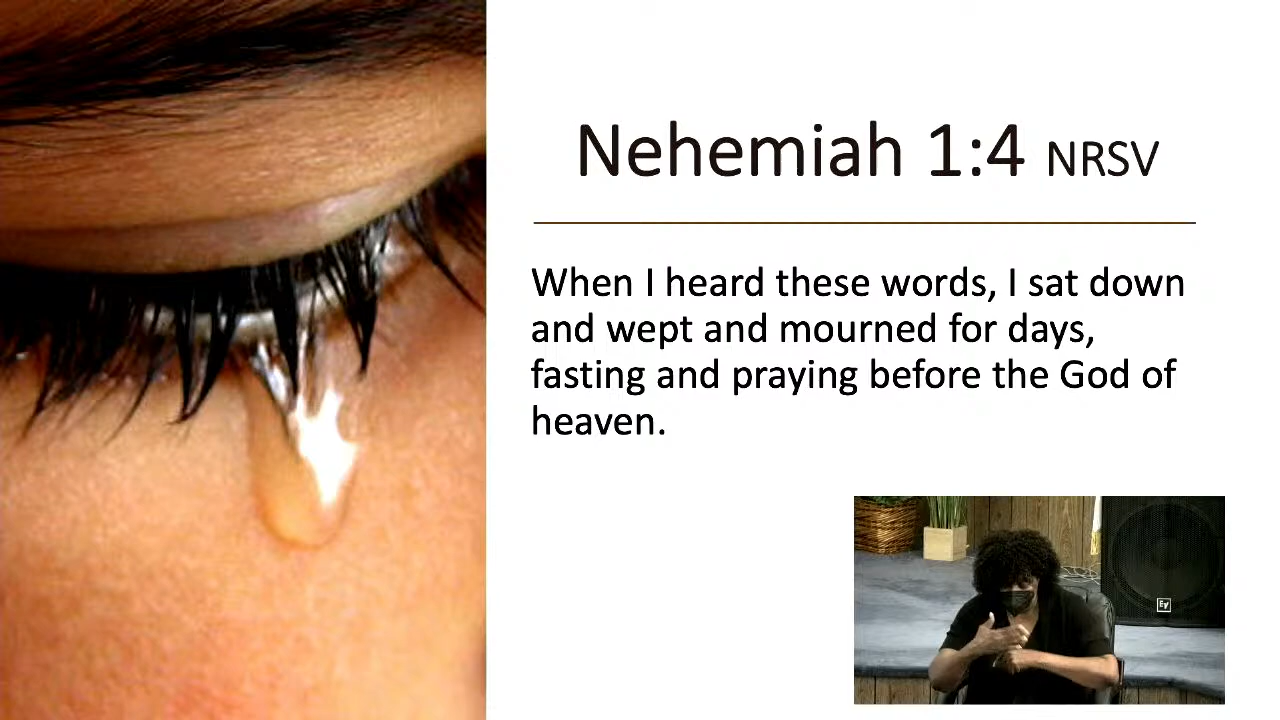 Nehemiah 1:4 NRSV
When I heard these words, I sat down
and wept and mourned for days,
fasting and praying before the God of
heaven.
EV